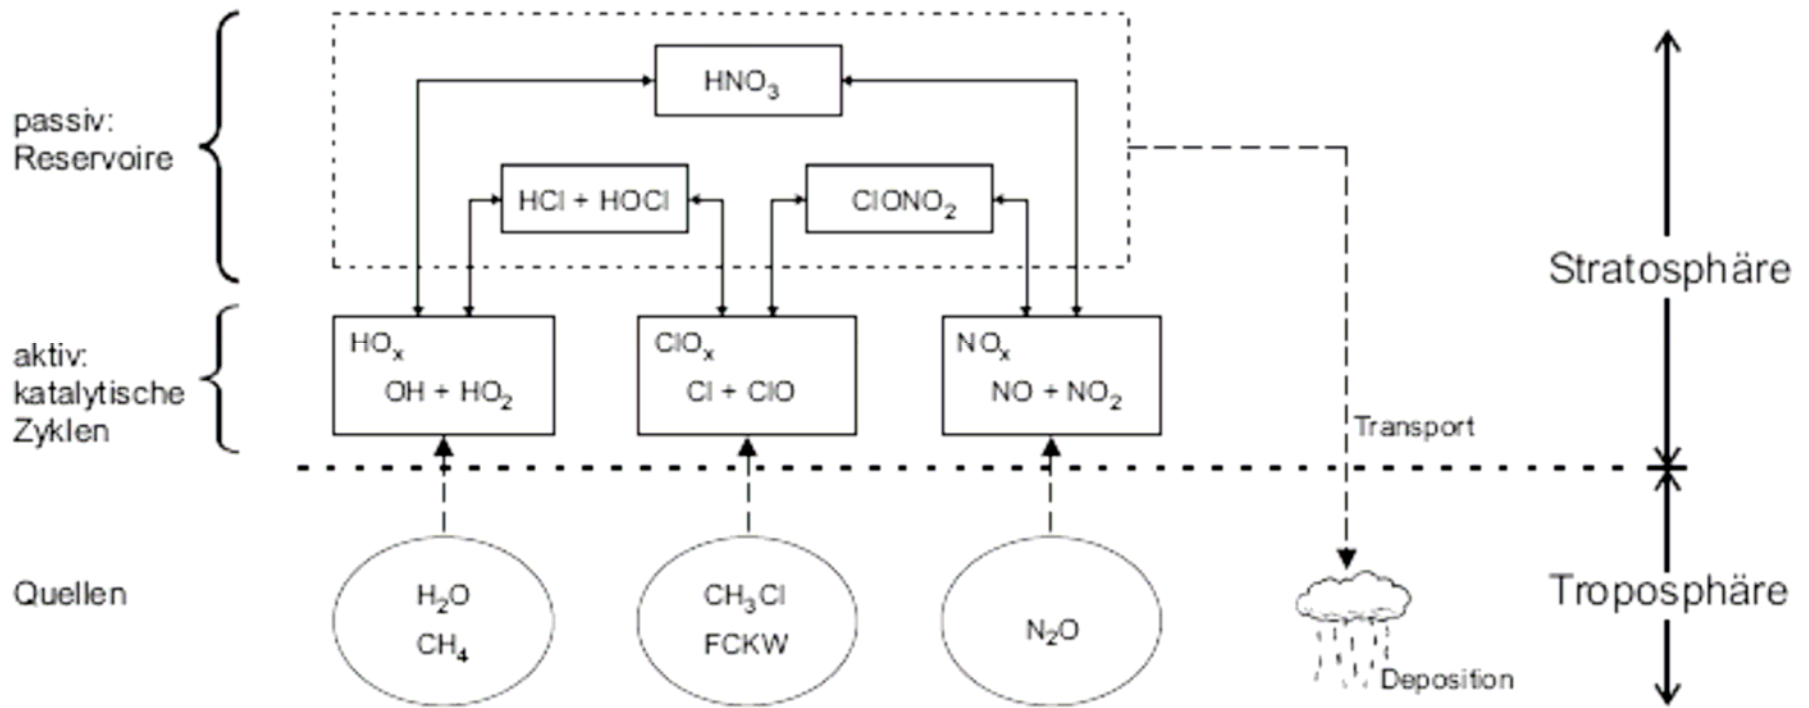 HNO3
passiv:
Reservoire
HCl + HOCl
ClONO2
Stratosphäre
aktiv:
katalytische
Zyklen
HOx
OH + HO2
ClOx
Cl + ClO
NOx
NO + NO2
Transport
Quellen
H2O
CH4
CH3Cl
FCKW
N2O
Troposphäre
Deposition